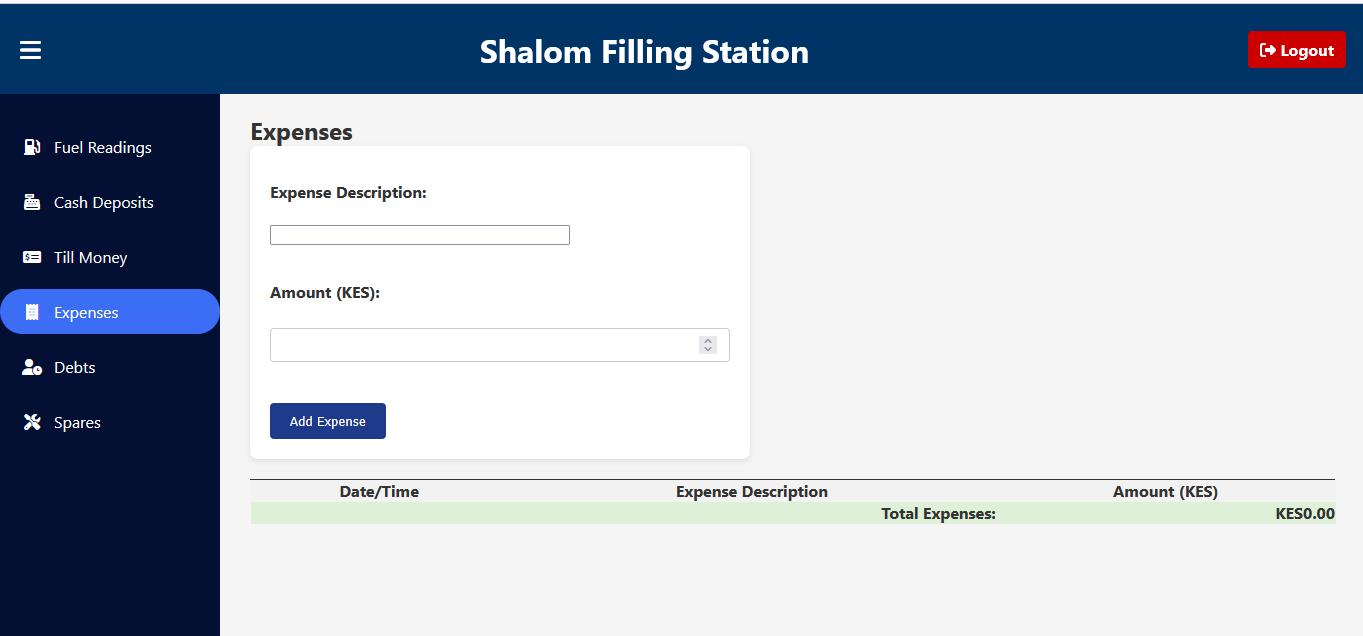 Shalom Filling Station
Logout
Fuel Readings
Cash Deposits
Till Money
Expenses
Debts
Spares
Expenses
Expense Description:
Amount (KES):
Add Expense
Date/Time Expense Description Amount (KES)
Total Expenses: KES0.00